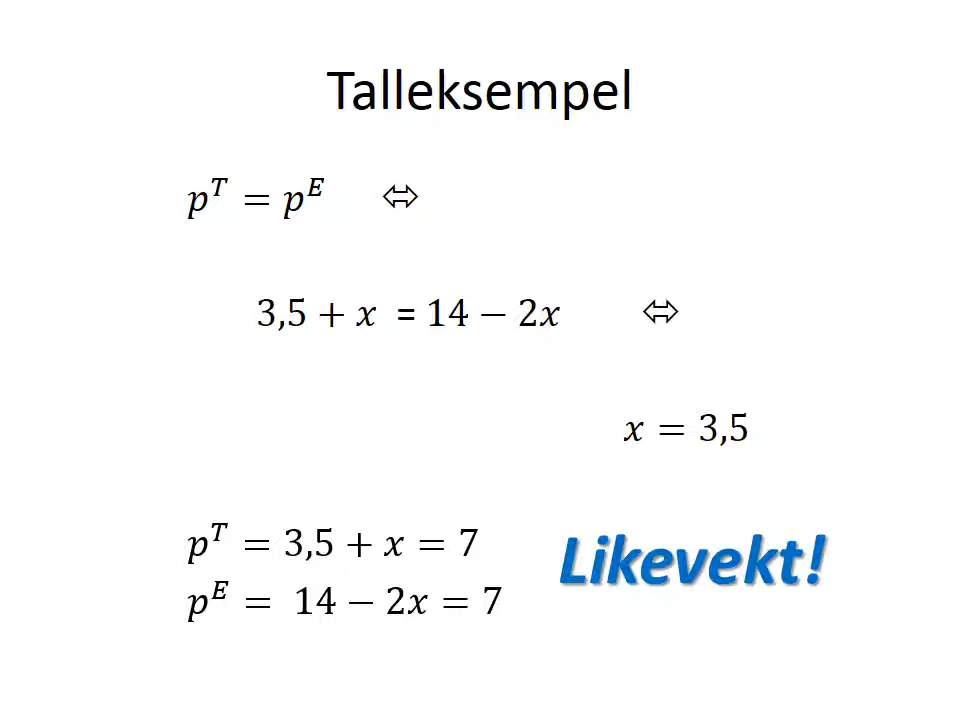 Talleksempel
p^T = p^E ⇔
3,5 + x = 14 − 2x ⇔
x = 3,5
p^T = 3,5 + x = 7
p^E = 14 − 2x = 7
Likevekt!